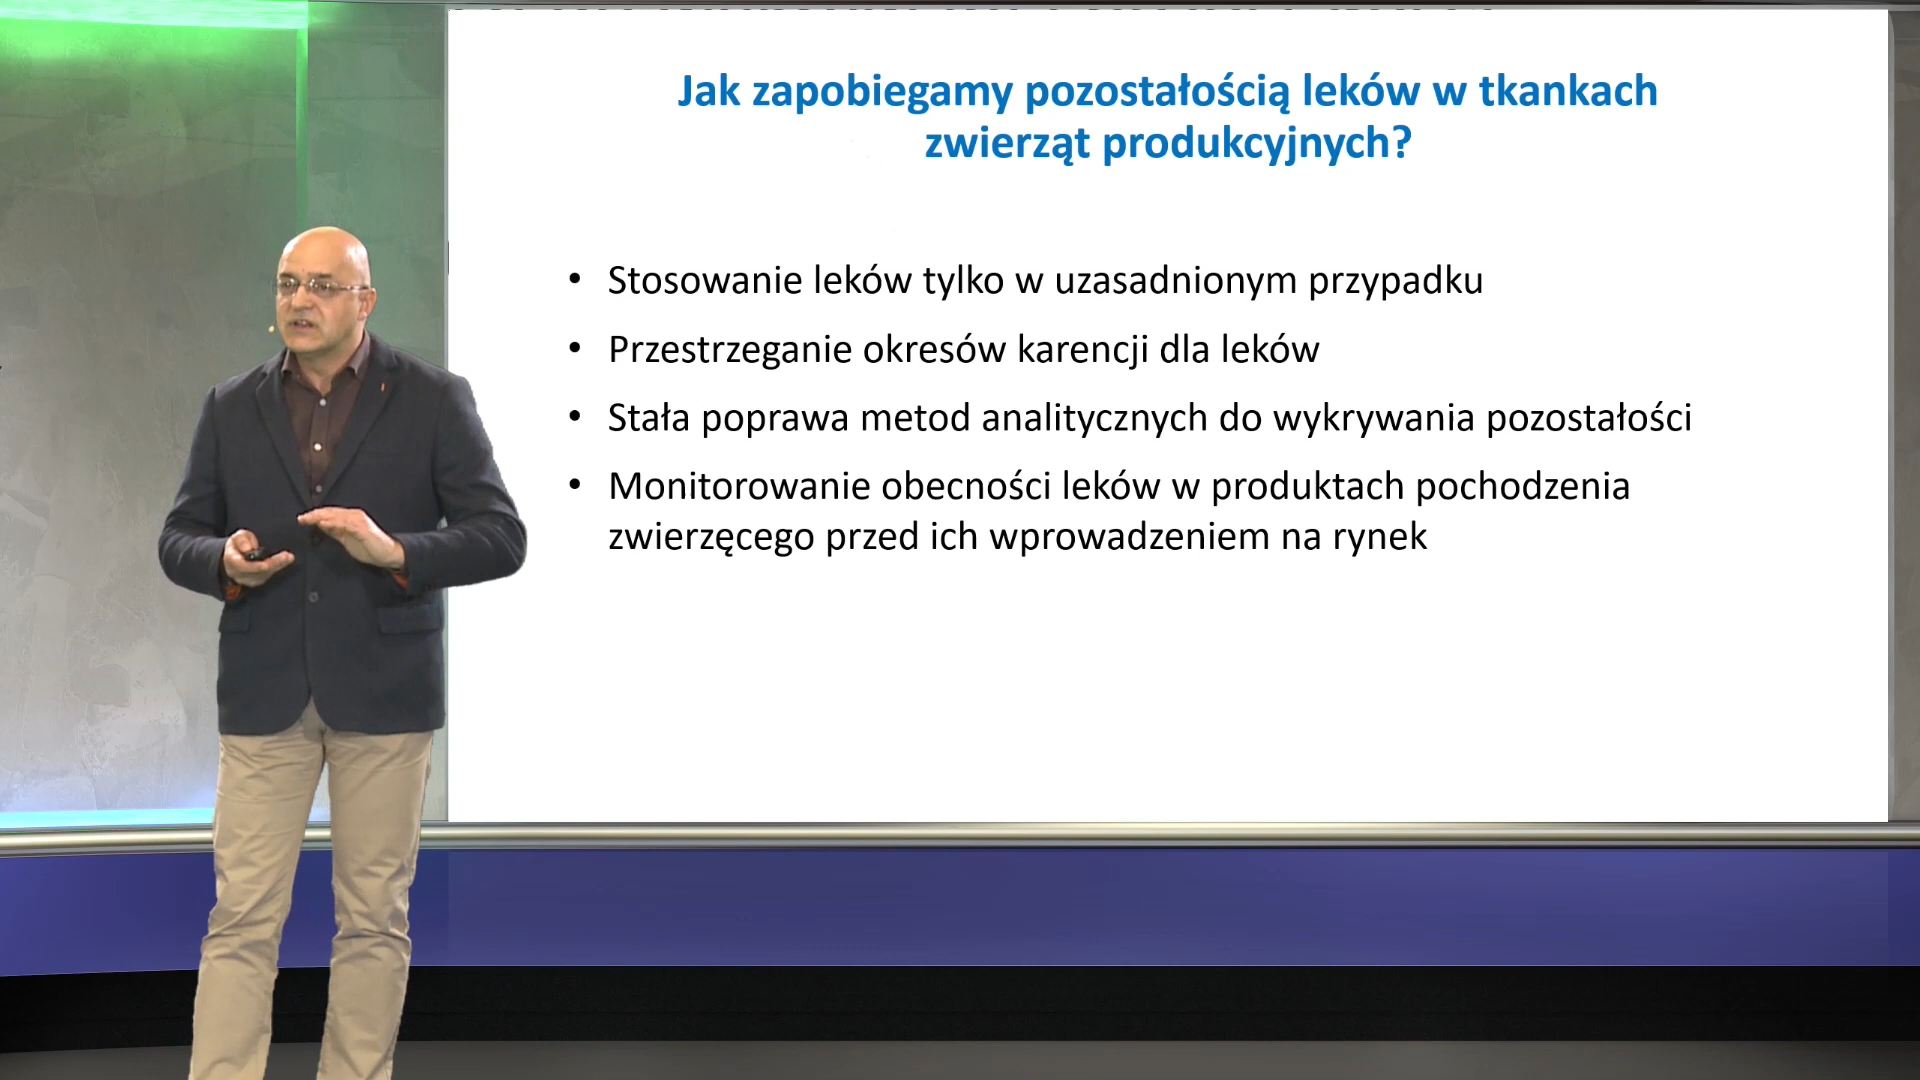 Jak zapobiegamy pozostałością leków w tkankach
zwierząt produkcyjnych?
• Stosowanie leków tylko w uzasadnionym przypadku
• Przestrzeganie okresów karencji dla leków
• Stała poprawa metod analitycznych do wykrywania pozostałości
• Monitorowanie obecności leków w produktach pochodzenia
zwierzęcego przed ich wprowadzeniem na rynek